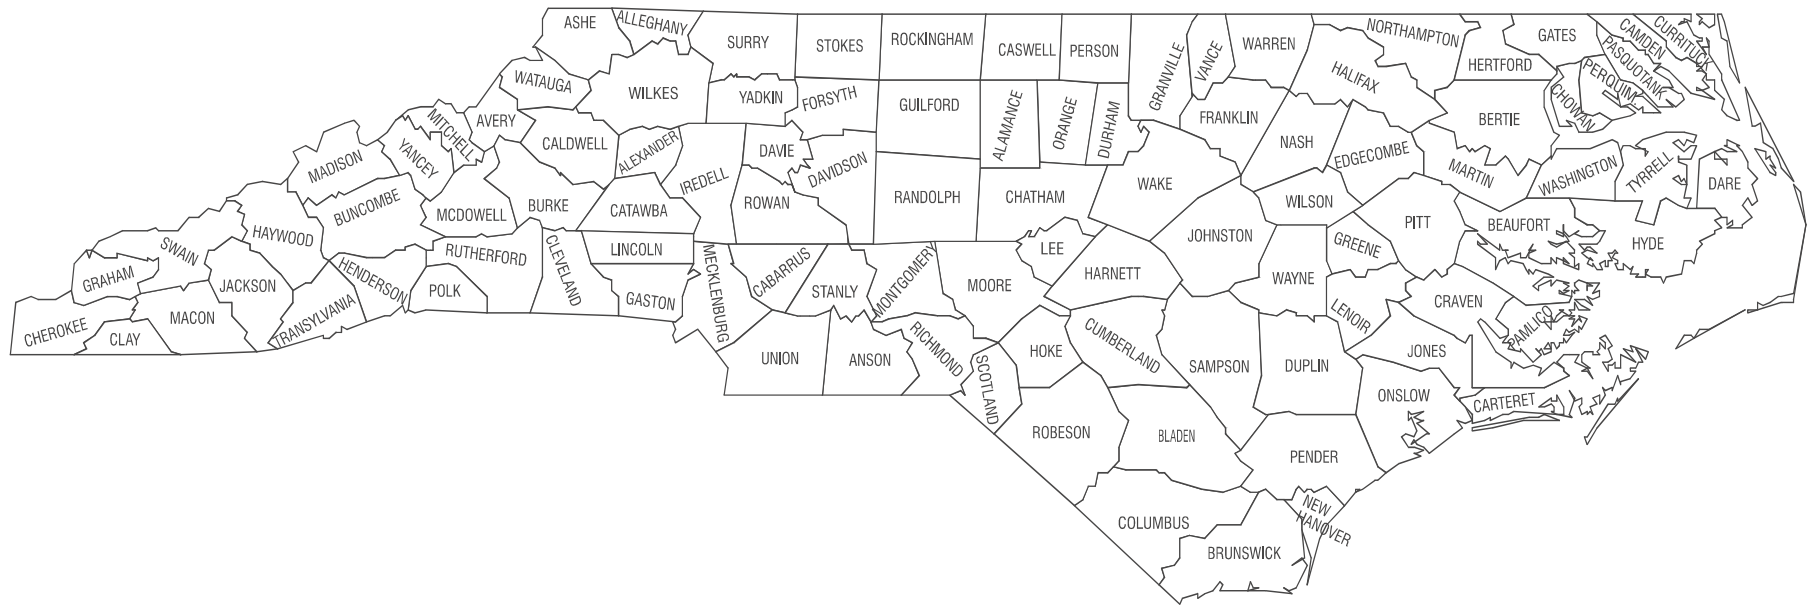 ASHE
ALLEGHANY
SURRY
STOKES
ROCKINGHAM
CASWELL
PERSON
GRANVILLE
VANCE
WARREN
NORTHAMPTON
GATES
CAMDEN
CURRITUCK
PASQUOTANK
PERQUIM
CHOWAN
HERTFORD
HALIFAX
WATAUGA
WILKES
YADKIN
FORSYTH
GUILFORD
ALAMANCE
ORANGE
DURHAM
FRANKLIN
BERTIE
MITCHELL
AVERY
CALDWELL
ALEXANDER
DAVIE
NASH
EDGECOMBE
MADISON
YANCEY
IREDELL
DAVIDSON
WAKE
MARTIN
WASHINGTON
TYRRELL
DARE
BUNCOMBE
MCDOWELL
BURKE
CATAWBA
ROWAN
RANDOLPH
CHATHAM
WILSON
PITT
BEAUFORT
HYDE
SWAIN
HAYWOOD
RUTHERFORD
CLEVELAND
LINCOLN
MECKLENBURG
CABARRUS
LEE
JOHNSTON
GREENE
GRAHAM
JACKSON
HENDERSON
POLK
GASTON
STANLY
MONTGOMERY
MOORE
HARNETT
WAYNE
CRAVEN
CHEROKEE
CLAY
MACON
TRANSYLVANIA
LENOIR
PAMLICO
UNION
ANSON
RICHMOND
SCOTLAND
HOKE
CUMBERLAND
SAMPSON
DUPLIN
JONES
ONSLOW
CARTERET
ROBESON
BLADEN
PENDER
COLUMBUS
BRUNSWICK
NEW
HANOVER